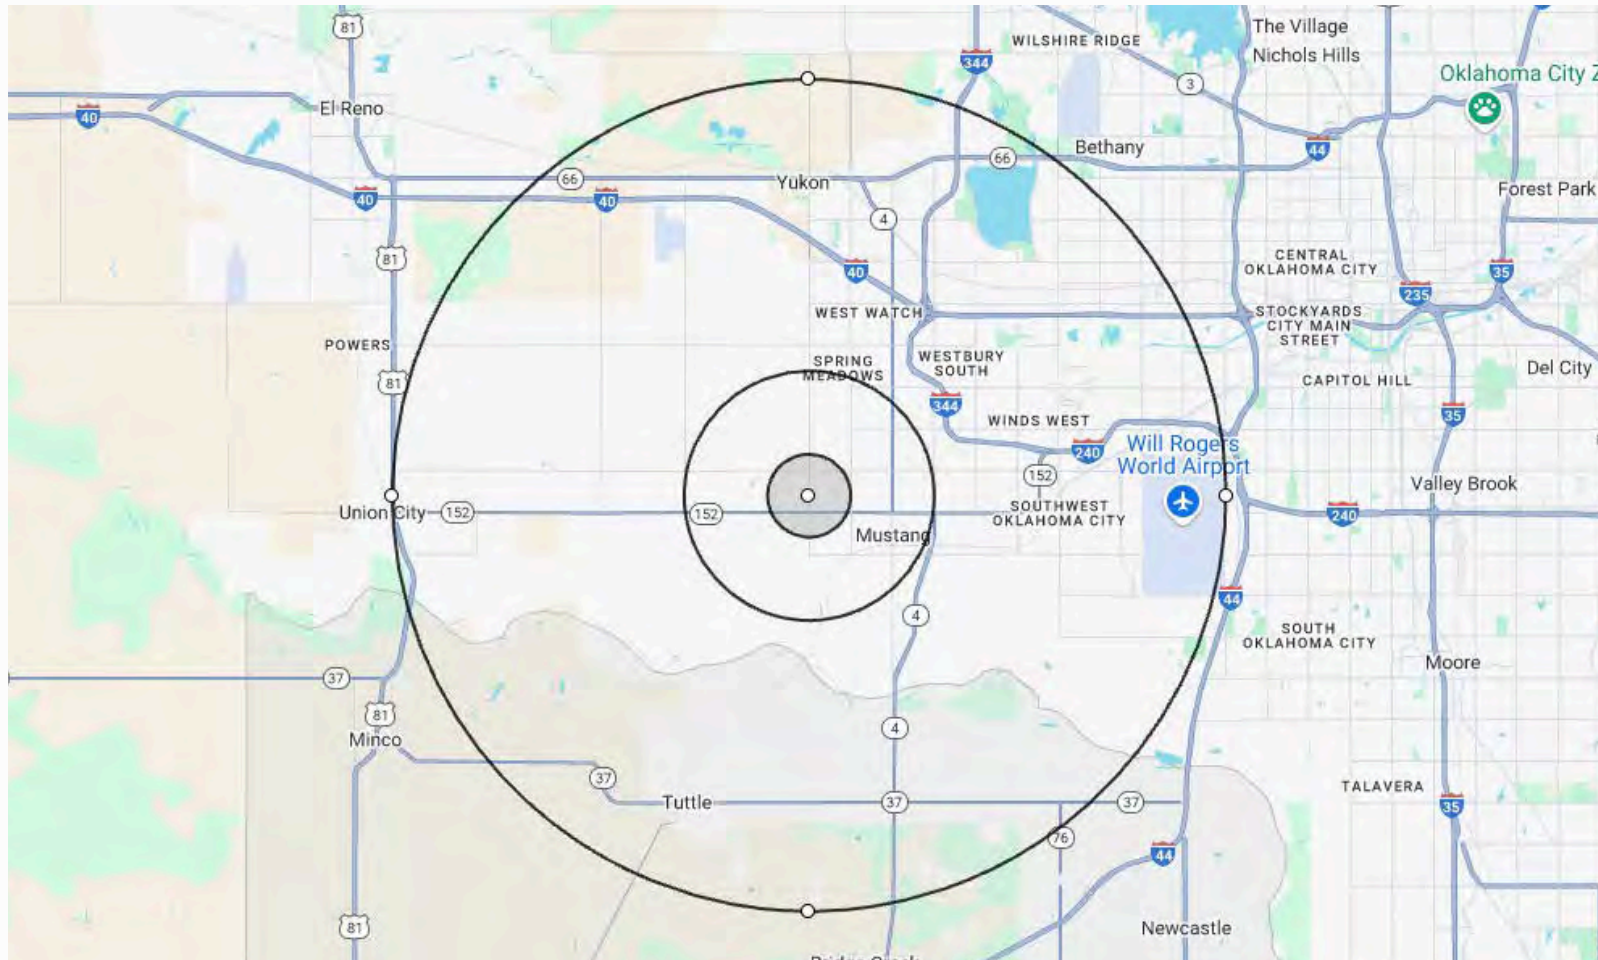 81
The Village
WILSHIRE RIDGE
344
Nichols Hills
Oklahoma City Z
3
El Reno
40
Bethany
44
66
66
Yukon
40
40
Forest Park
4
81
40
CENTRAL
OKLAHOMA CITY
35
235
WEST WATCH
STOCKYARDS
CITY MAIN
STREET
POWERS
SPRING
MEADOWS
WESTBURY
SOUTH
Del City
81
CAPITOL HILL
344
35
WINDS WEST
240
Will Rogers
World Airport
152
Valley Brook
Union City
152
152
SOUTHWEST
OKLAHOMA CITY
240
Mustang
44
4
SOUTH
OKLAHOMA CITY
Moore
37
81
4
Minco
37
TALAVERA
Tuttle
37
37
35
76
44
81
Newcastle